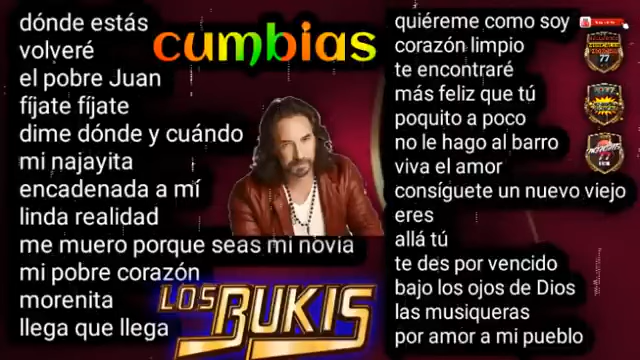 dónde estás
volveré
el pobre Juan
fíjate fíjate
dime dónde y cuándo
mi najayita
encadenada a mí
linda realidad
me muero porque seas mi novia
mi pobre corazón
morenita
llega que llega
cumbias
LOS BUKIS
quiéreme como soy
corazón limpio
te encontraré
más feliz que tú
poquito a poco
no le hago al barro
viva el amor
consíguete un nuevo viejo
eres
allá tú
te des por vencido
bajo los ojos de Dios
las musiqueras
por amor a mi pueblo
77